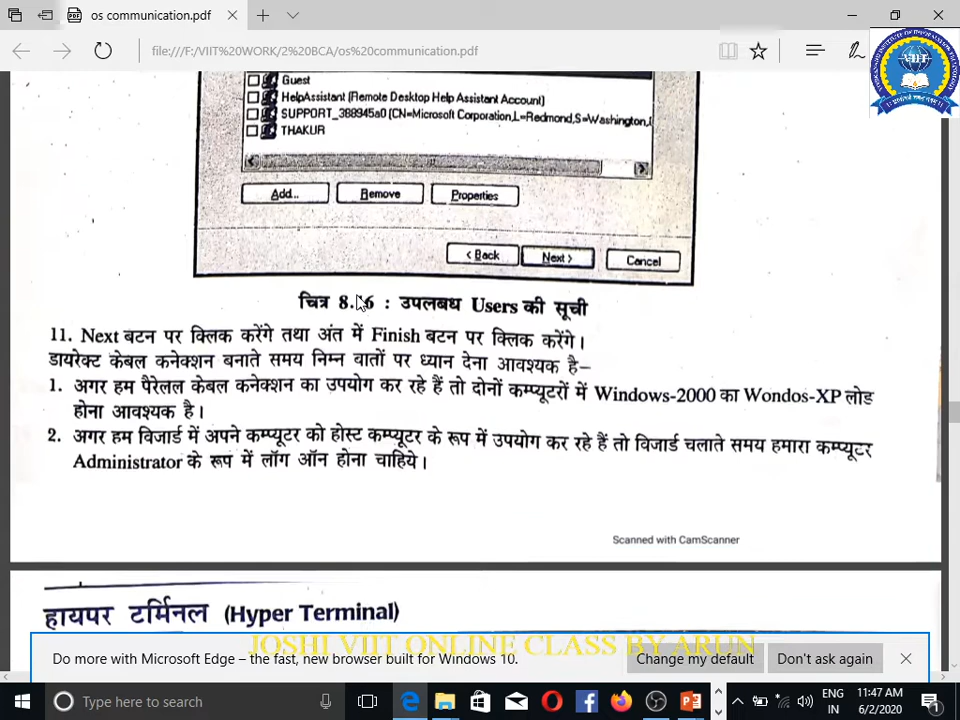 os communication.pdf
file:///F:/VIIT%20WORK/2%20BCA/os%20communication.pdf
VIIT
Guest
HelpAssistant (Remote Desktop Help Assistant Account)
SUPPORT_388945a0 (CN=Microsoft Corporation,L=Redmond,S=Washington,
THAKUR
Add... Remove Properties
< Back Next > Cancel
चित्र 8.16 : उपलबध Users की सूची
11. Next बटन पर क्लिक करेंगे तथा अंत में Finish बटन पर क्लिक करेंगे।
डायरेक्ट केबल कनेक्शन बनाते समय निम्न वातों पर ध्यान देना आवश्यक है–
1. अगर हम पैरेलल केबल कनेक्शन का उपयोग कर रहे हैं तो दोनों कम्प्यूटरों में Windows-2000 का Wondos-XP लोड
होना आवश्यक है।
2. अगर हम विजार्ड में अपने कम्प्यूटर को होस्ट कम्प्यूटर के रूप में उपयोग कर रहे हैं तो विजार्ड चलाते समय हमारा कम्प्यूटर
Administrator के रूप में लॉग ऑन होना चाहिये।
Scanned with CamScanner
हायपर टर्मिनल (Hyper Terminal)
JOSHI VIIT ONLINE CLASS BY ARUN
Do more with Microsoft Edge – the fast, new browser built for Windows 10. Change my default Don't ask again
Type here to search
ENG
IN
11:47 AM
6/2/2020
1